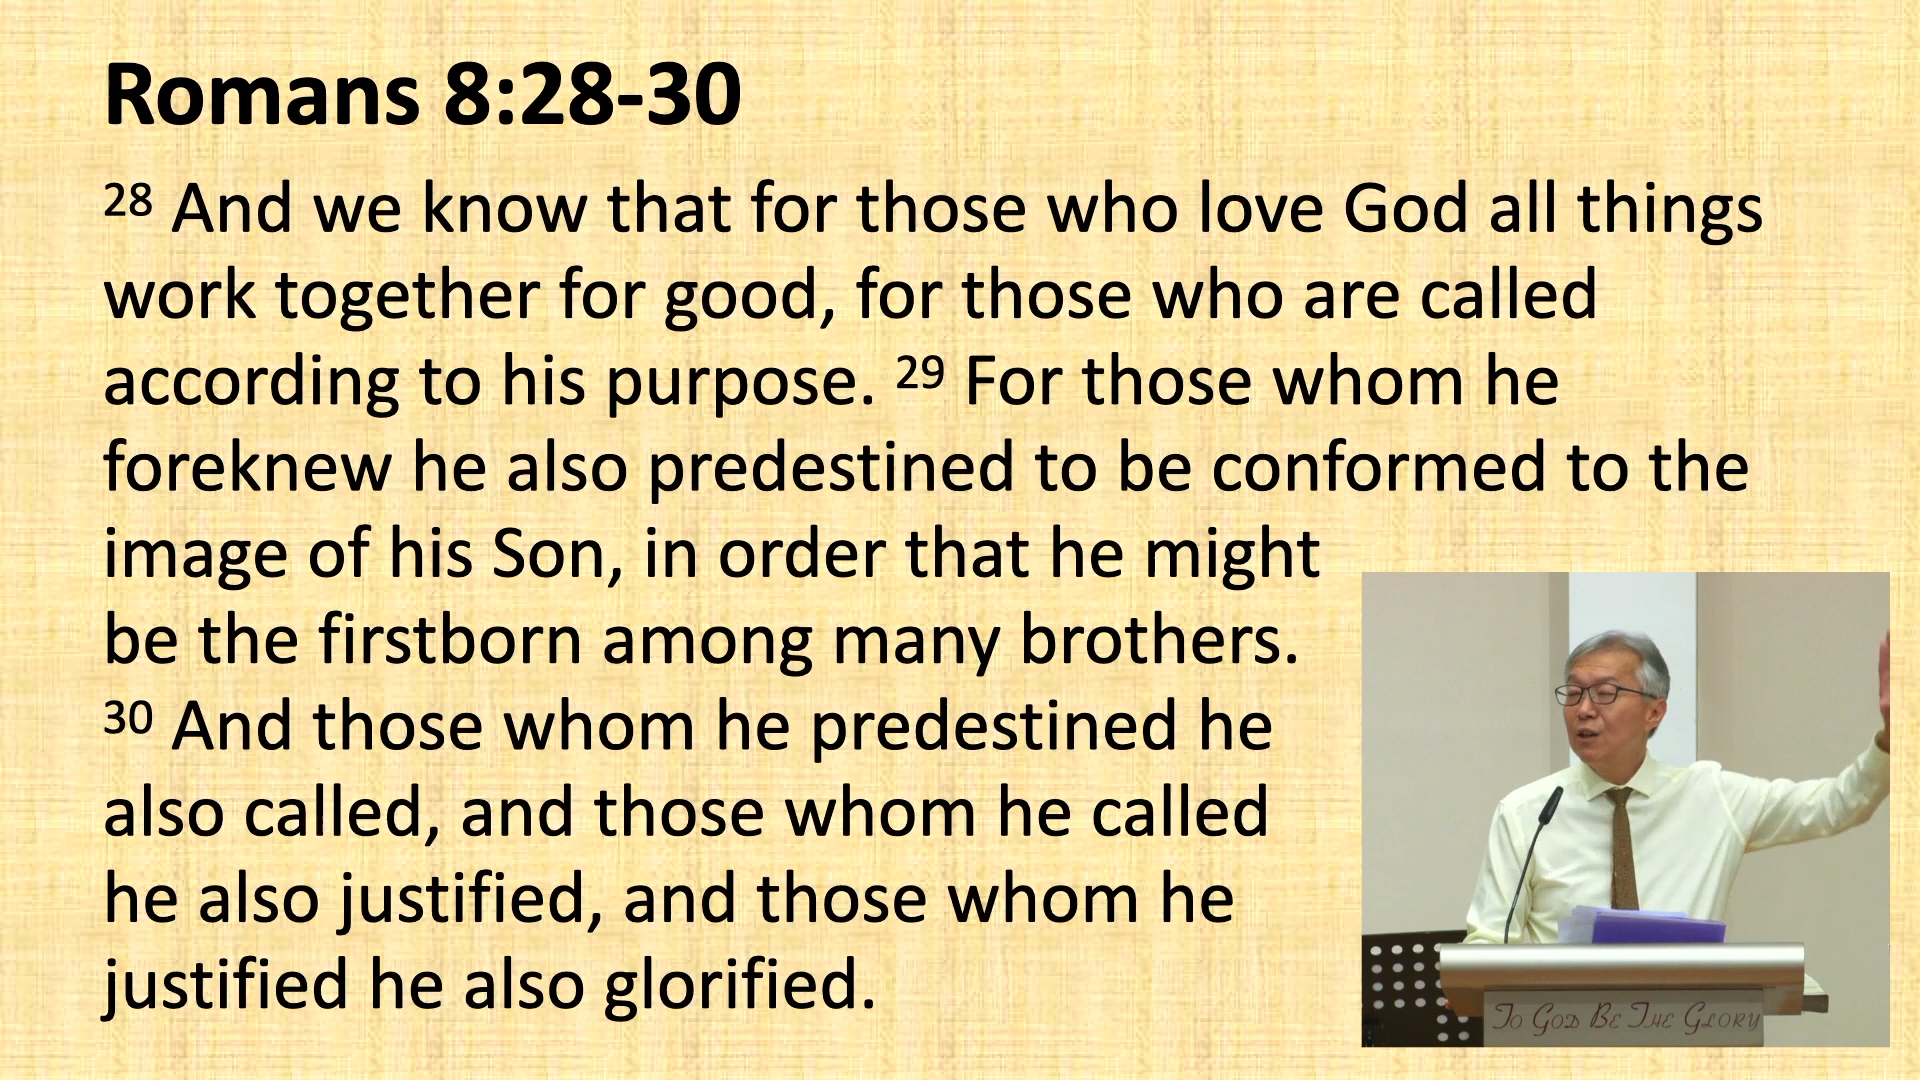 Romans 8:28-30
28 And we know that for those who love God all things
work together for good, for those who are called
according to his purpose. 29 For those whom he
foreknew he also predestined to be conformed to the
image of his Son, in order that he might
be the firstborn among many brothers.
30 And those whom he predestined he
also called, and those whom he called
he also justified, and those whom he
justified he also glorified.
To God Be The Glory